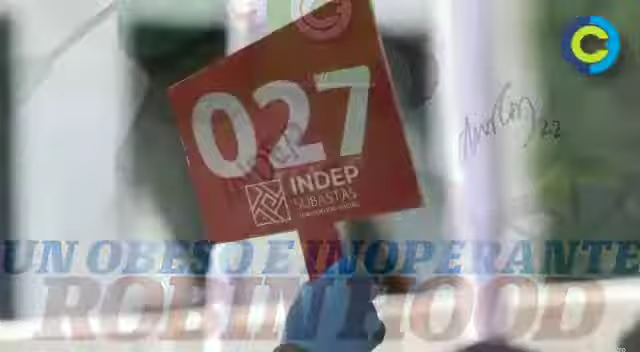 027
INDEP
SUBASTAS
UN OBESO E INOPERANTE
ROBIN HOOD